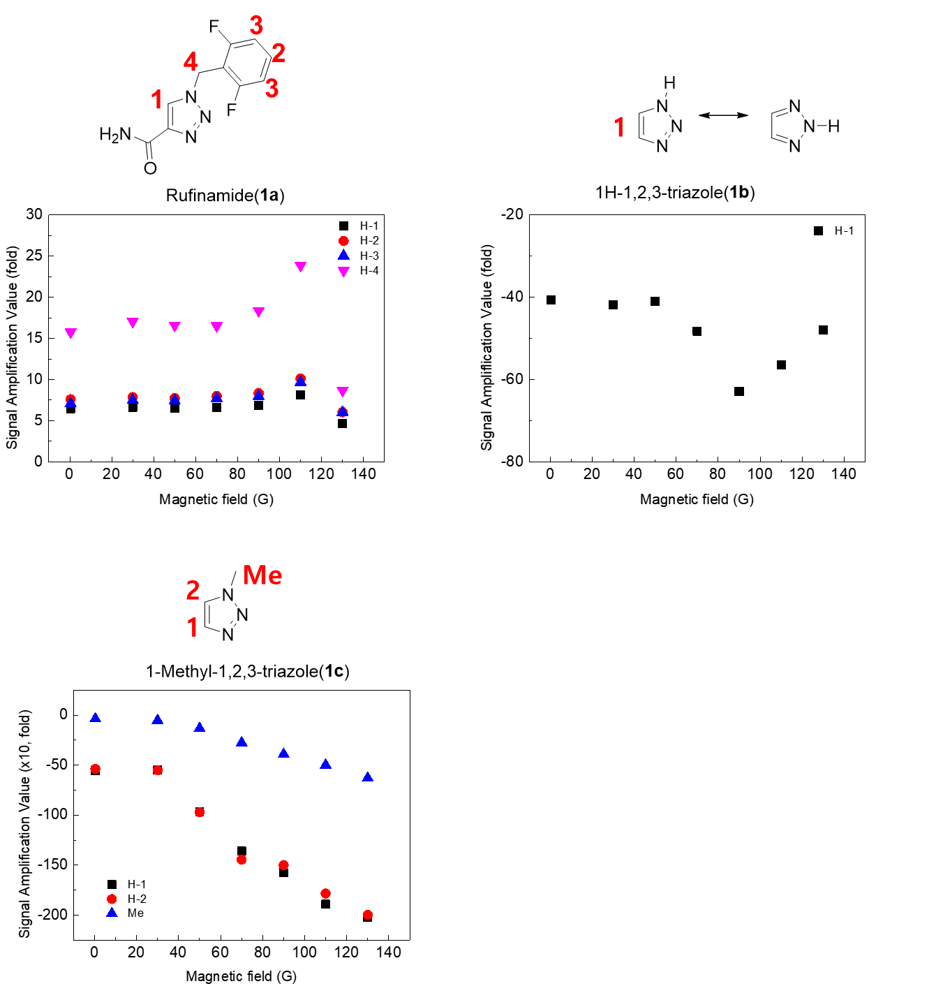 F
3
2
4
3
1
N
F
N
N
H₂N
O
Rufinamide(1a)
30
25
20
15
10
5
0
Signal Amplification Value (fold)
H-1
H-2
H-3
H-4
0 20 40 60 80 100 120 140
Magnetic field (G)
H
N
N
N
1
N
N–H
N
1H-1,2,3-triazole(1b)
-20
-40
-60
-80
Signal Amplification Value (fold)
H-1
0 20 40 60 80 100 120 140
Magnetic field (G)
Me
2
N
N
1
N
1-Methyl-1,2,3-triazole(1c)
0
-50
-100
-150
-200
Signal Amplification Value (x10, fold)
H-1
H-2
Me
0 20 40 60 80 100 120 140
Magnetic field (G)